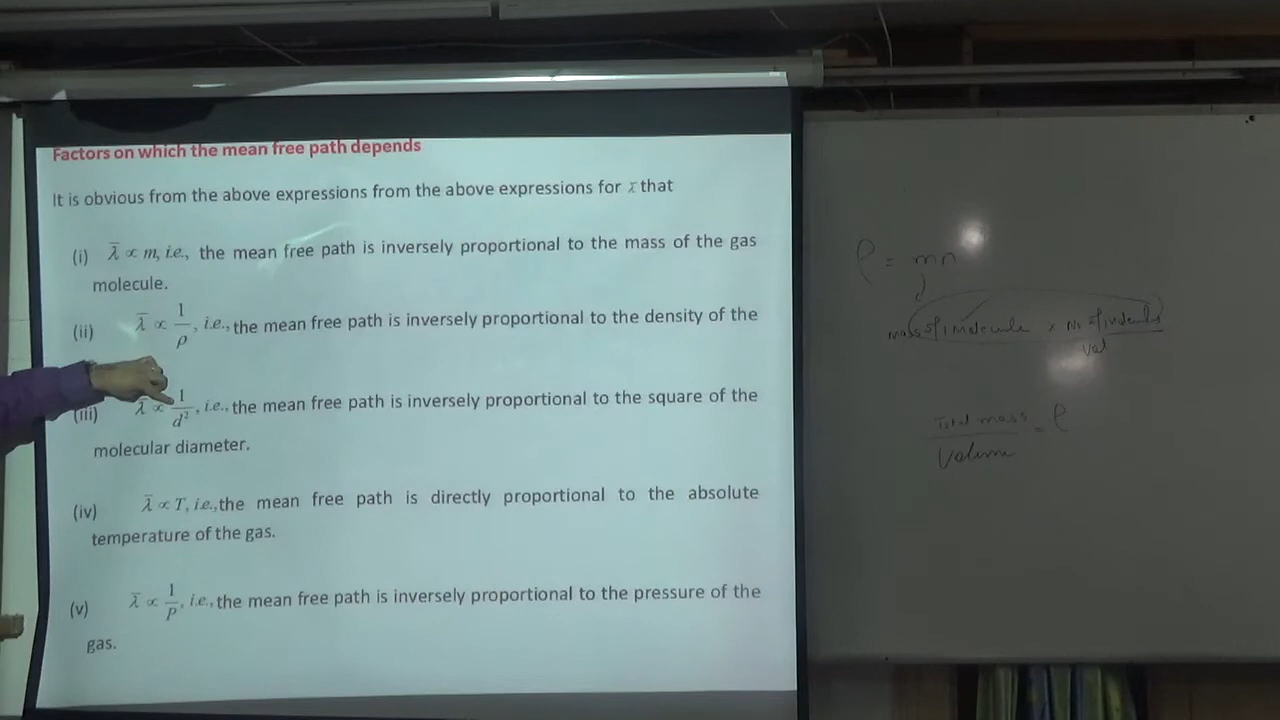 Factors on which the mean free path depends
It is obvious from the above expressions from the above expressions for λ̄ that
(i) λ̄ ∝ m, i.e., the mean free path is inversely proportional to the mass of the gas
molecule.
(ii) λ̄ ∝ 1/ρ, i.e., the mean free path is inversely proportional to the density of the
(iii) λ̄ ∝ 1/d², i.e., the mean free path is inversely proportional to the square of the
molecular diameter.
(iv) λ̄ ∝ T, i.e., the mean free path is directly proportional to the absolute
temperature of the gas.
(v) λ̄ ∝ 1/P, i.e., the mean free path is inversely proportional to the pressure of the
gas.
ρ = mn
mass of 1 molecule × No of molecules / Vol
Total mass / Volume = ρ